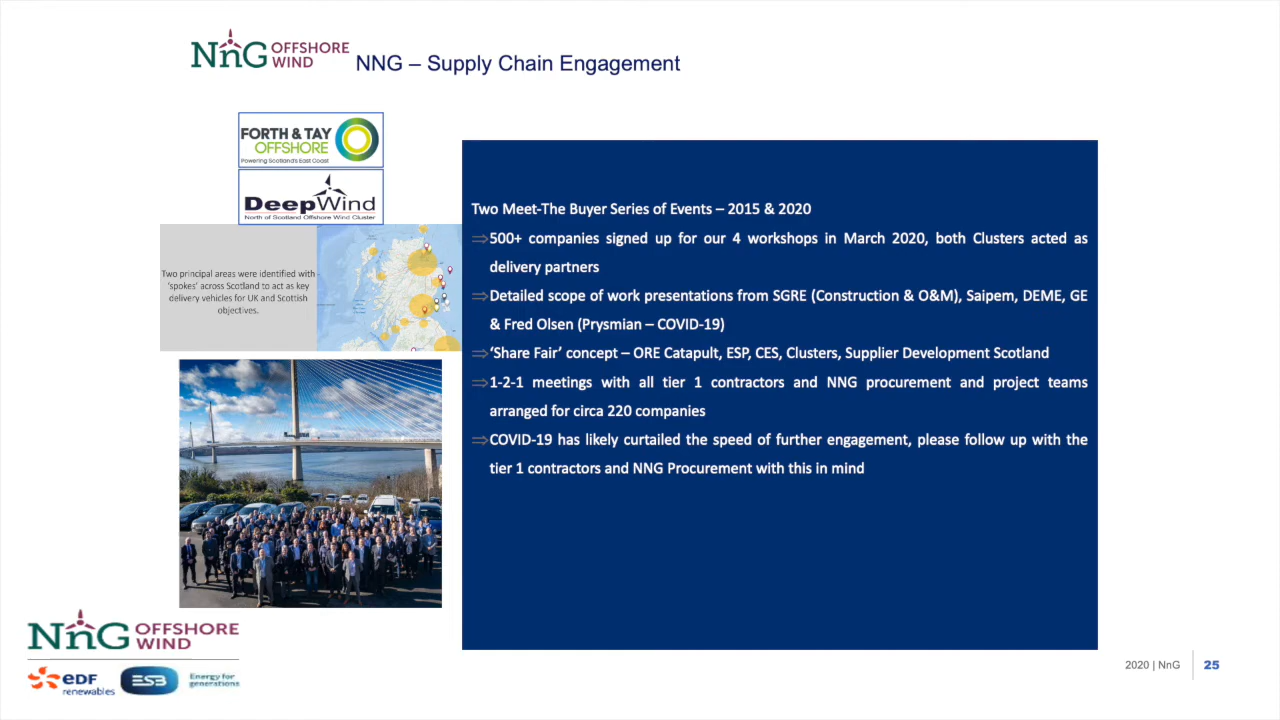 NnG OFFSHORE WIND
NNG – Supply Chain Engagement
FORTH & TAY
OFFSHORE
Powering Scotland's East Coast
DeepWind
North of Scotland Offshore Wind Cluster
Two principal areas were identified with
'spokes' across Scotland to act as key
delivery vehicles for UK and Scottish
objectives.
Two Meet-The Buyer Series of Events – 2015 & 2020
⇒500+ companies signed up for our 4 workshops in March 2020, both Clusters acted as
delivery partners
⇒Detailed scope of work presentations from SGRE (Construction & O&M), Saipem, DEME, GE
& Fred Olsen (Prysmian – COVID-19)
⇒'Share Fair' concept – ORE Catapult, ESP, CES, Clusters, Supplier Development Scotland
⇒1-2-1 meetings with all tier 1 contractors and NNG procurement and project teams
arranged for circa 220 companies
⇒COVID-19 has likely curtailed the speed of further engagement, please follow up with the
tier 1 contractors and NNG Procurement with this in mind
NnG OFFSHORE WIND
eDF renewables
ESB
Energy for
generations
2020 | NnG 25